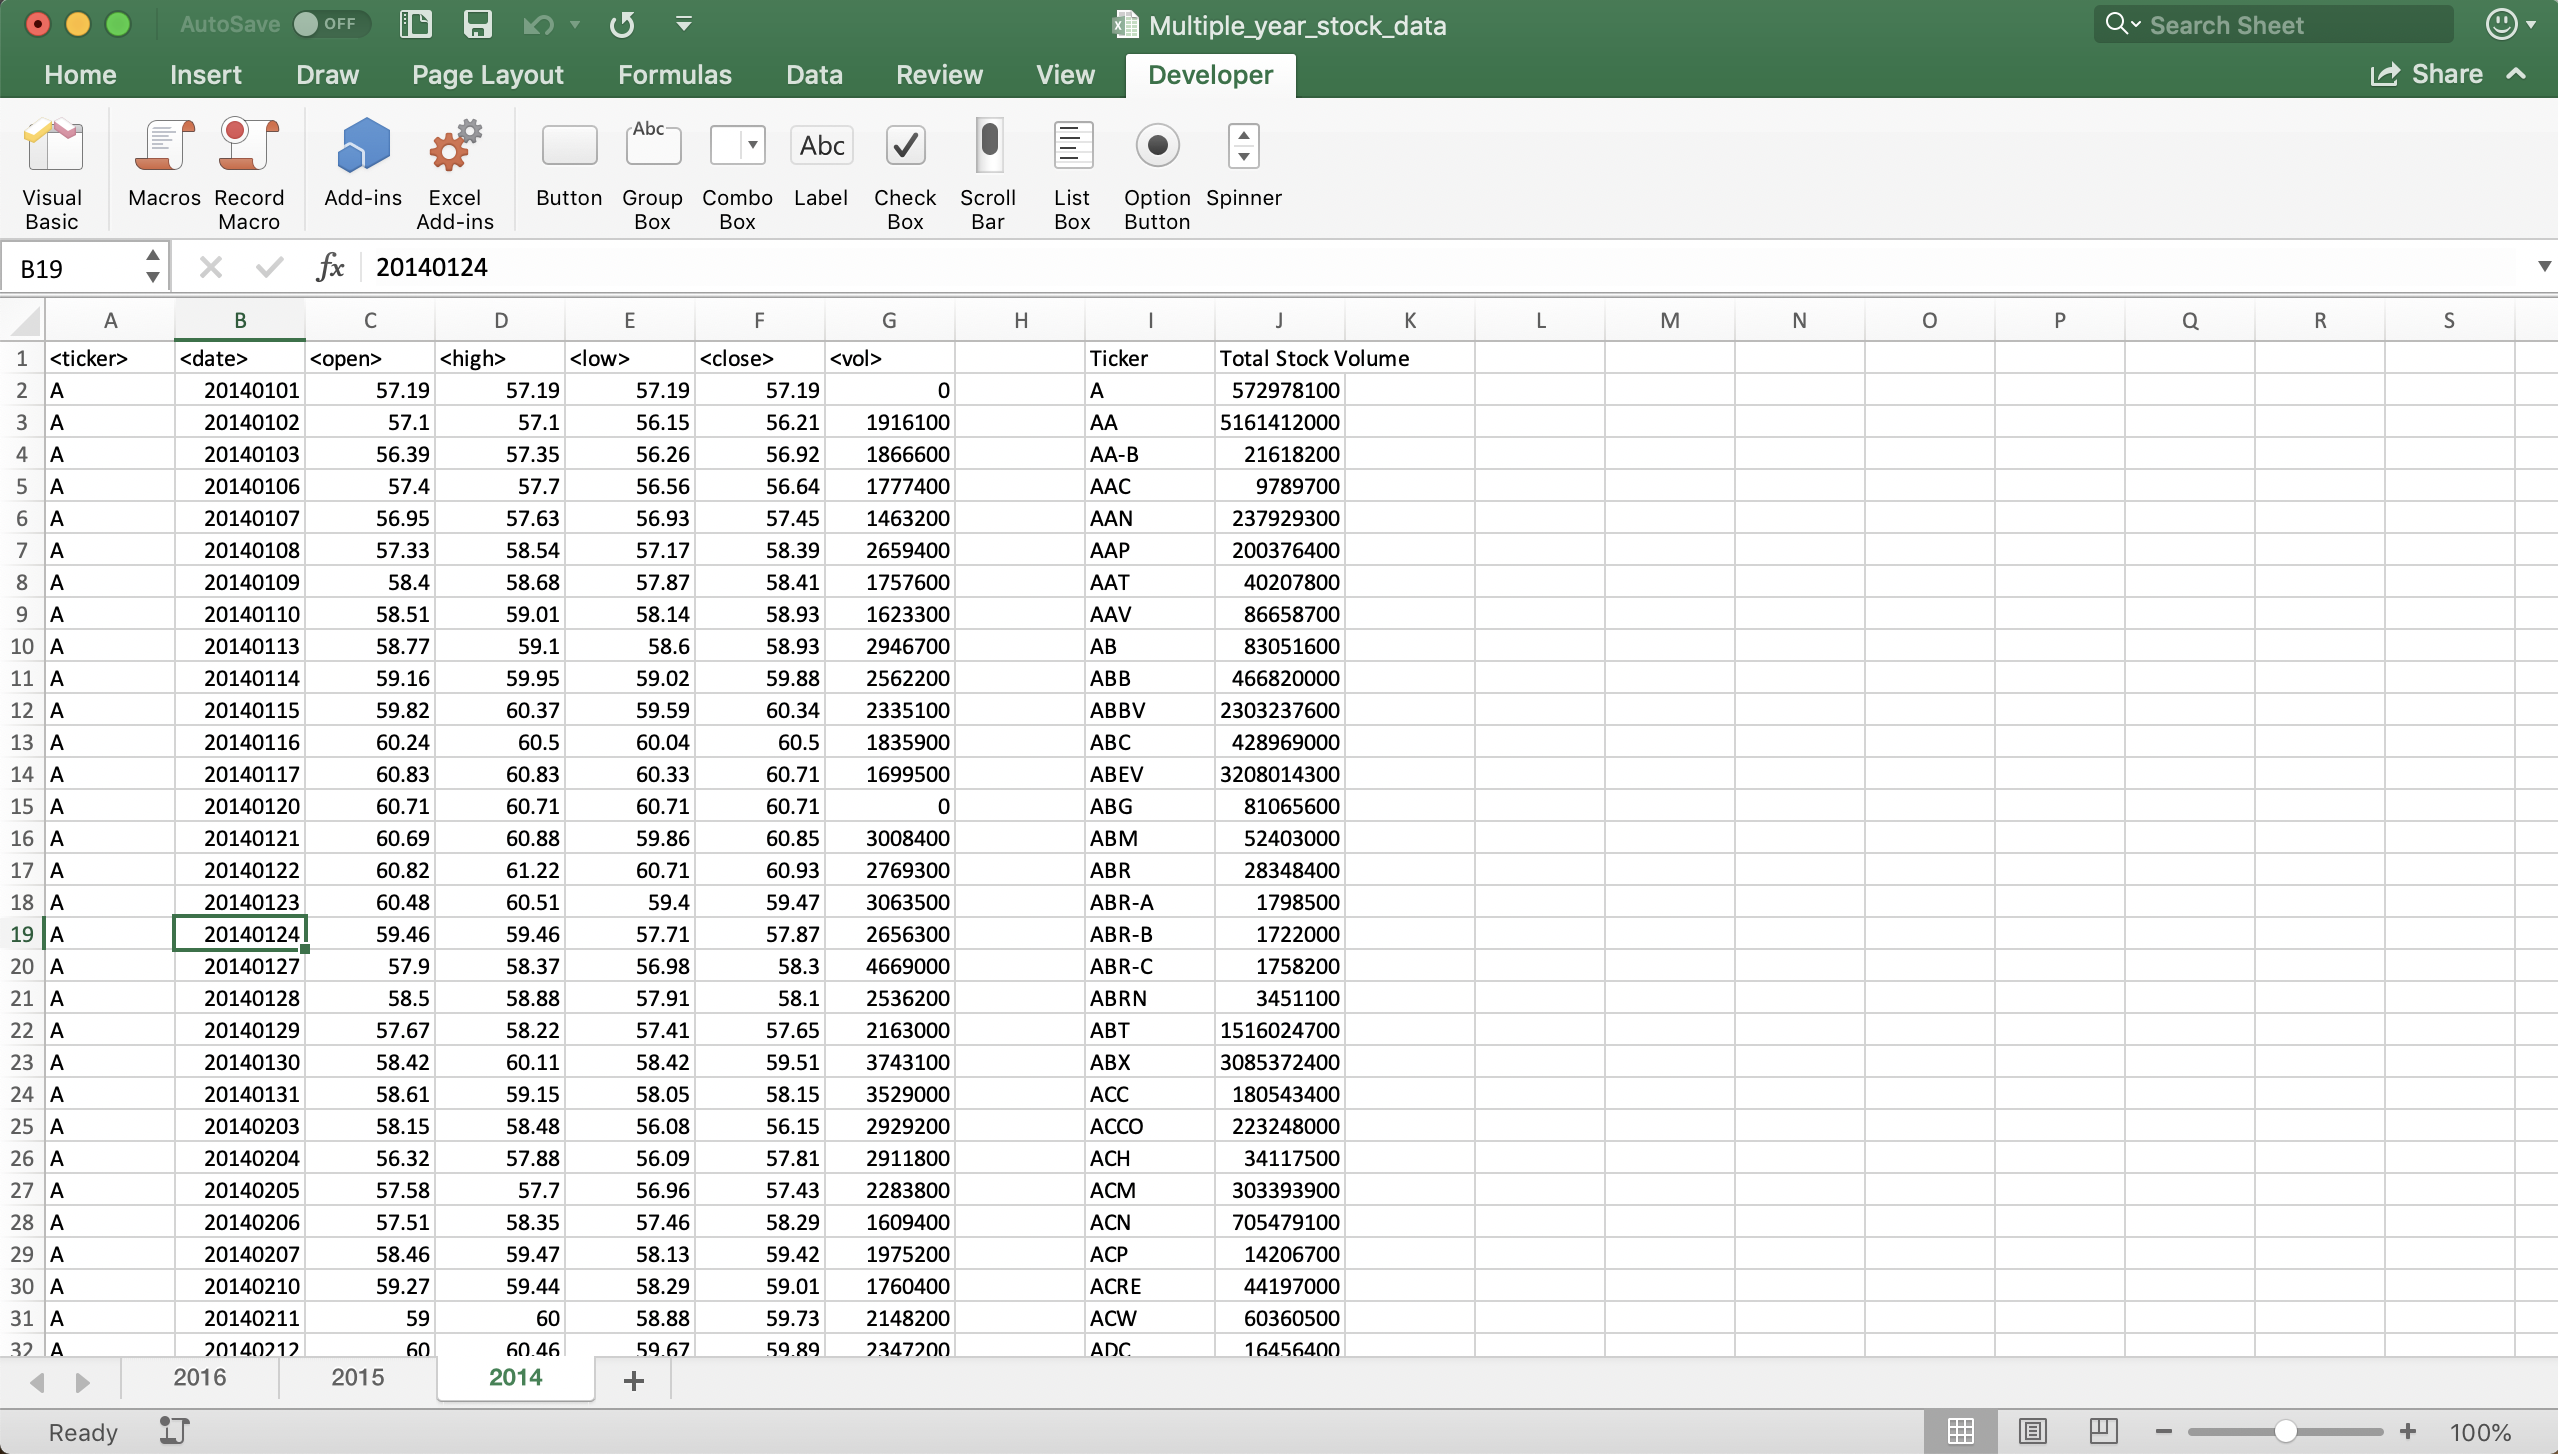 AutoSave OFF Multiple_year_stock_data Search Sheet
Home Insert Draw Page Layout Formulas Data Review View Developer Share
Abc Abc
Visual Basic Macros Record Macro Add-ins Excel Add-ins Button Group Box Combo Box Label Check Box Scroll Bar List Box Option Button Spinner
B19 fx 20140124
A B C D E F G H I J K L M N O P Q R S
1 <ticker> <date> <open> <high> <low> <close> <vol> Ticker Total Stock Volume
2 A 20140101 57.19 57.19 57.19 57.19 0 A 572978100
3 A 20140102 57.1 57.1 56.15 56.21 1916100 AA 5161412000
4 A 20140103 56.39 57.35 56.26 56.92 1866600 AA-B 21618200
5 A 20140106 57.4 57.7 56.56 56.64 1777400 AAC 9789700
6 A 20140107 56.95 57.63 56.93 57.45 1463200 AAN 237929300
7 A 20140108 57.33 58.54 57.17 58.39 2659400 AAP 200376400
8 A 20140109 58.4 58.68 57.87 58.41 1757600 AAT 40207800
9 A 20140110 58.51 59.01 58.14 58.93 1623300 AAV 86658700
10 A 20140113 58.77 59.1 58.6 58.93 2946700 AB 83051600
11 A 20140114 59.16 59.95 59.02 59.88 2562200 ABB 466820000
12 A 20140115 59.82 60.37 59.59 60.34 2335100 ABBV 2303237600
13 A 20140116 60.24 60.5 60.04 60.5 1835900 ABC 428969000
14 A 20140117 60.83 60.83 60.33 60.71 1699500 ABEV 3208014300
15 A 20140120 60.71 60.71 60.71 60.71 0 ABG 81065600
16 A 20140121 60.69 60.88 59.86 60.85 3008400 ABM 52403000
17 A 20140122 60.82 61.22 60.71 60.93 2769300 ABR 28348400
18 A 20140123 60.48 60.51 59.4 59.47 3063500 ABR-A 1798500
19 A 20140124 59.46 59.46 57.71 57.87 2656300 ABR-B 1722000
20 A 20140127 57.9 58.37 56.98 58.3 4669000 ABR-C 1758200
21 A 20140128 58.5 58.88 57.91 58.1 2536200 ABRN 3451100
22 A 20140129 57.67 58.22 57.41 57.65 2163000 ABT 1516024700
23 A 20140130 58.42 60.11 58.42 59.51 3743100 ABX 3085372400
24 A 20140131 58.61 59.15 58.05 58.15 3529000 ACC 180543400
25 A 20140203 58.15 58.48 56.08 56.15 2929200 ACCO 223248000
26 A 20140204 56.32 57.88 56.09 57.81 2911800 ACH 34117500
27 A 20140205 57.58 57.7 56.96 57.43 2283800 ACM 303393900
28 A 20140206 57.51 58.35 57.46 58.29 1609400 ACN 705479100
29 A 20140207 58.46 59.47 58.13 59.42 1975200 ACP 14206700
30 A 20140210 59.27 59.44 58.29 59.01 1760400 ACRE 44197000
31 A 20140211 59 60 58.88 59.73 2148200 ACW 60360500
32 A 20140212 60 60.46 59.67 59.89 2347200 ADC 16456400
2016 2015 2014 +
Ready 100%